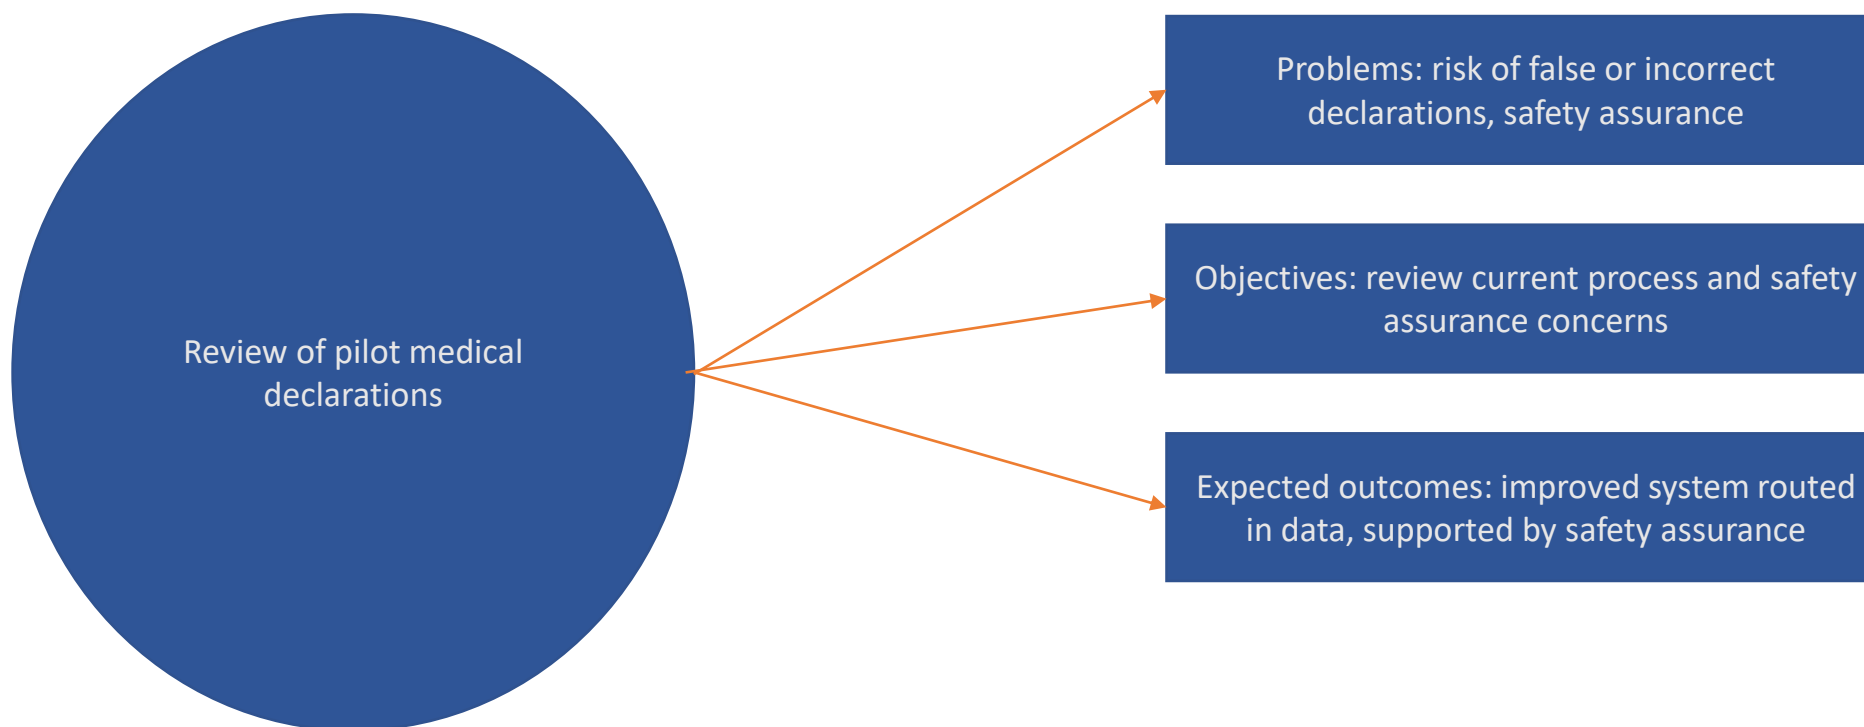 Review of pilot medical
declarations
Problems: risk of false or incorrect
declarations, safety assurance
Objectives: review current process and safety
assurance concerns
Expected outcomes: improved system routed
in data, supported by safety assurance